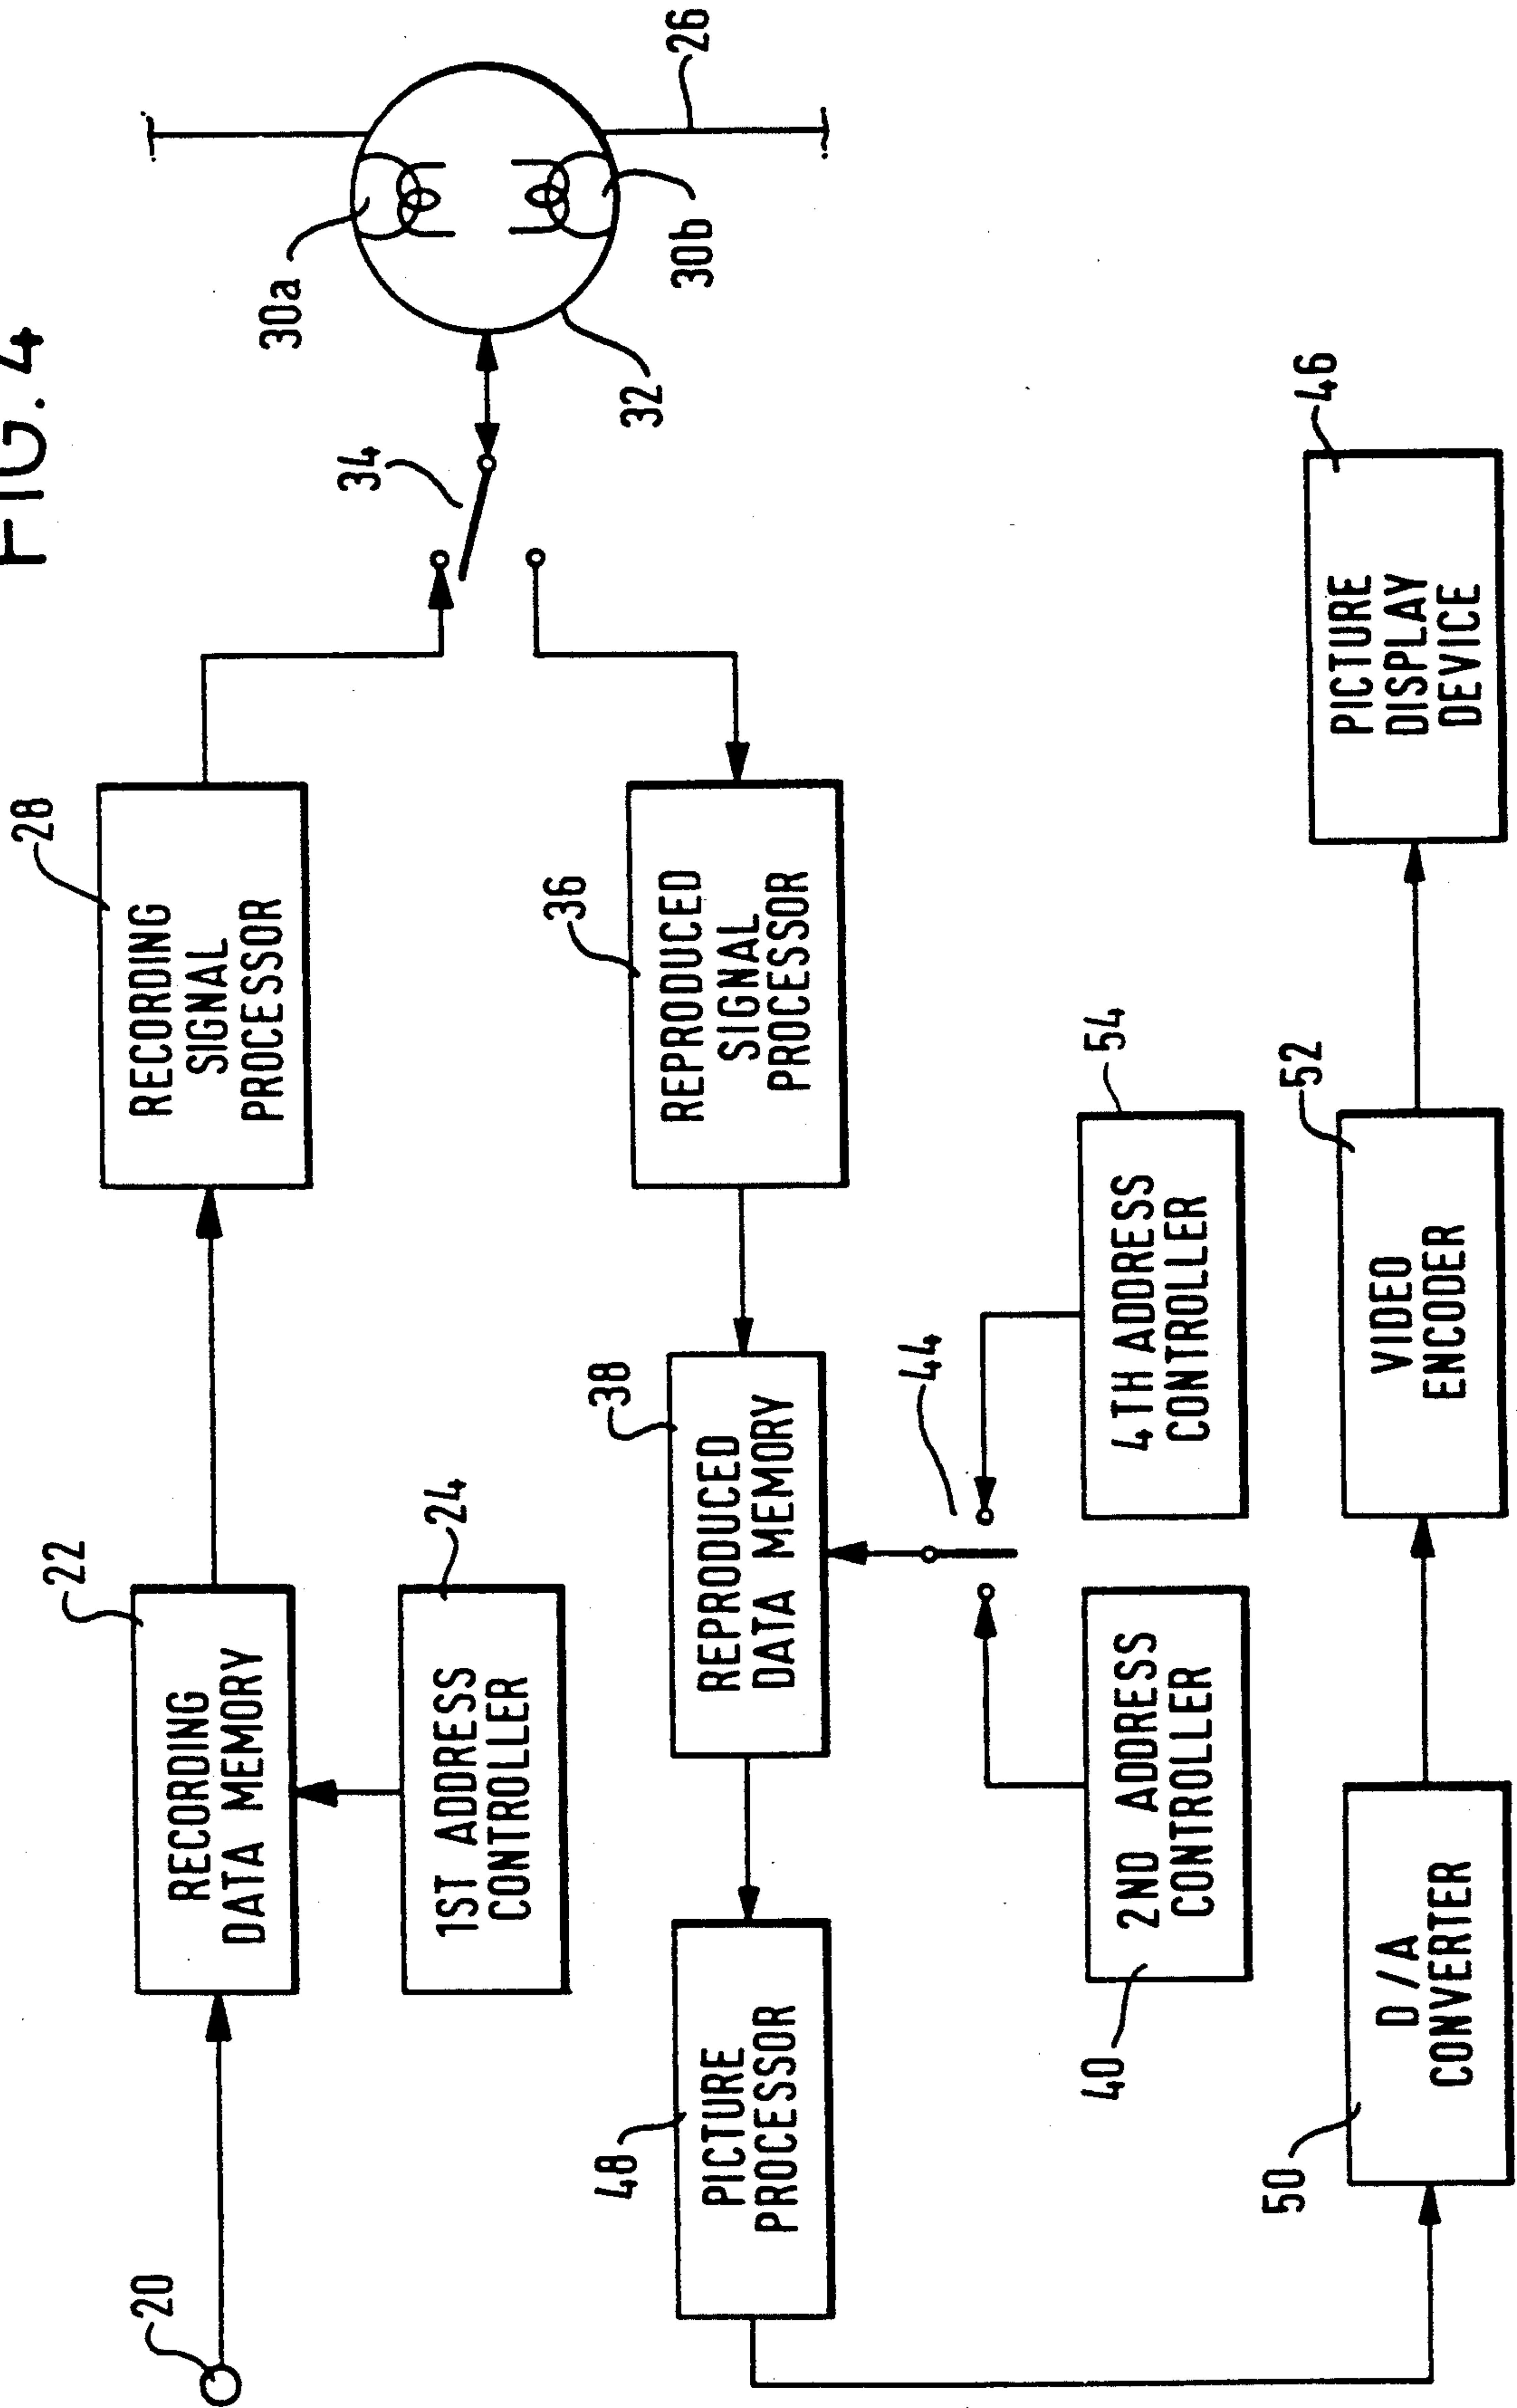 FIG. 4
20
22
RECORDING
DATA MEMORY
24
1ST ADDRESS
CONTROLLER
28
RECORDING
SIGNAL
PROCESSOR
34
30a
30b
32
26
36
REPRODUCED
SIGNAL
PROCESSOR
38
REPRODUCED
DATA MEMORY
48
PICTURE
PROCESSOR
44
40
2ND ADDRESS
CONTROLLER
54
4TH ADDRESS
CONTROLLER
50
D/A
CONVERTER
52
VIDEO
ENCODER
46
PICTURE
DISPLAY
DEVICE